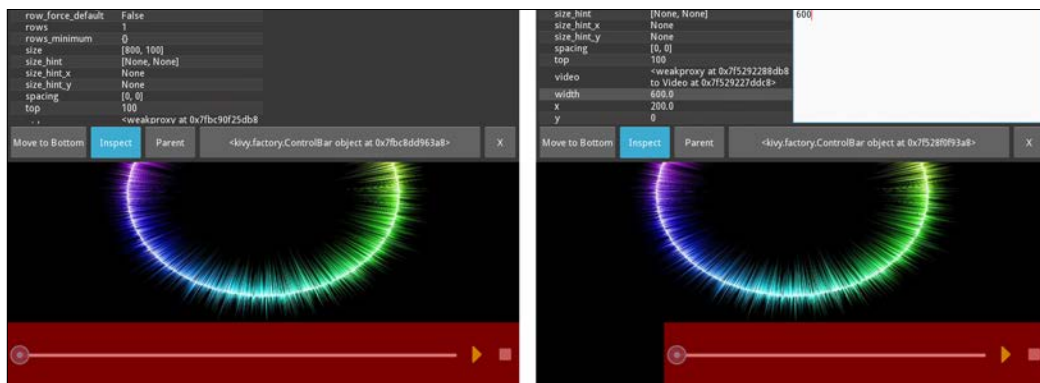 row_force_default False
rows 1
rows_minimum {}
size [800, 100]
size_hint [None, None]
size_hint_x None
size_hint_y None
spacing [0, 0]
top 100
<weakproxy at 0x7fbc90f25db8
Move to Bottom Inspect Parent <kivy.factory.ControlBar object at 0x7fbc8dd963a8> X
size_hint [None, None]
size_hint_x None
size_hint_y None
spacing [0, 0]
top 100
video <weakproxy at 0x7f5292288db8
to Video at 0x7f529227ddc8>
width 600.0
x 200.0
y 0
600
Move to Bottom Inspect Parent <kivy.factory.ControlBar object at 0x7f528f0f93a8> X